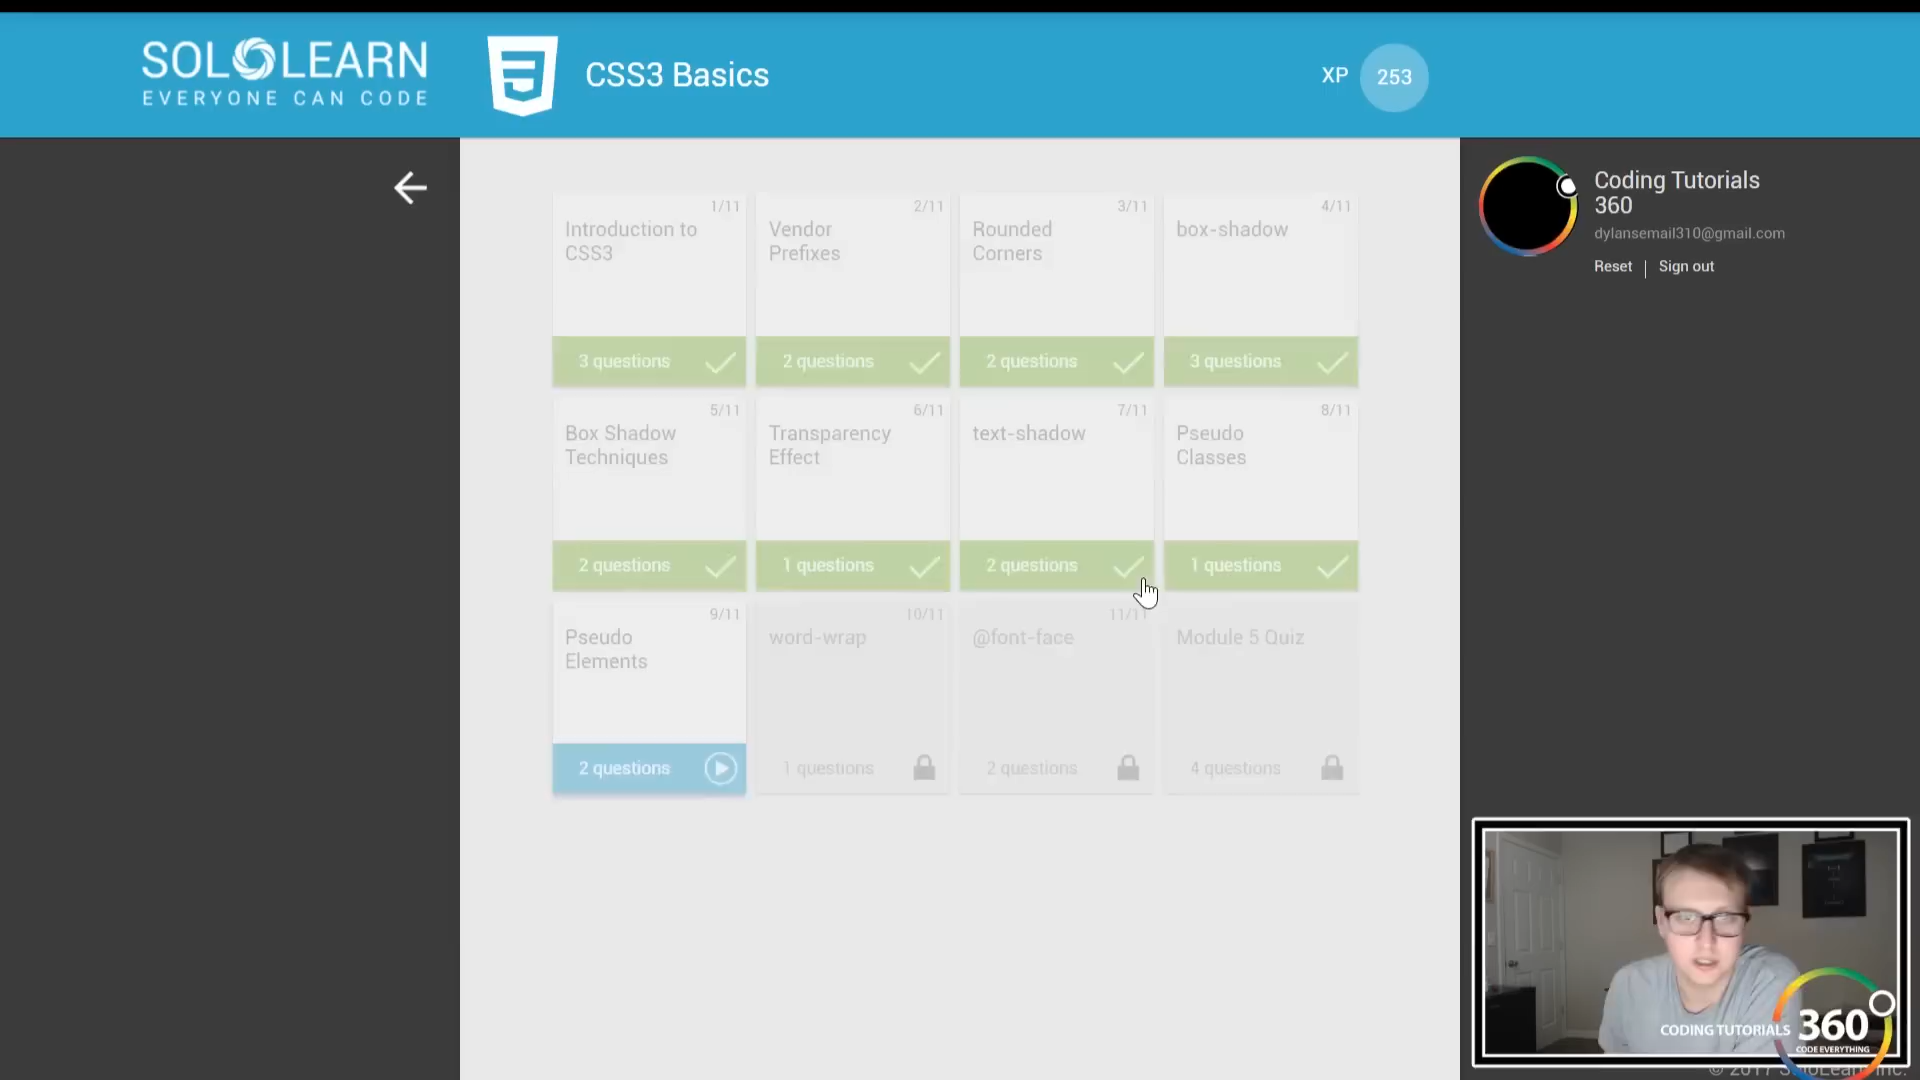 SOLOLEARN
EVERYONE CAN CODE
CSS3 Basics
XP 253
Coding Tutorials
360
dylansemail310@gmail.com
Reset | Sign out
1/11
Introduction to
CSS3
3 questions
2/11
Vendor
Prefixes
2 questions
3/11
Rounded
Corners
2 questions
4/11
box-shadow
3 questions
5/11
Box Shadow
Techniques
2 questions
6/11
Transparency
Effect
1 questions
7/11
text-shadow
2 questions
8/11
Pseudo
Classes
1 questions
9/11
Pseudo
Elements
2 questions
10/11
word-wrap
1 questions
11/11
@font-face
2 questions
Module 5 Quiz
4 questions
CODING TUTORIALS 360
CODE EVERYTHING
© 2017 SoloLearn Inc.